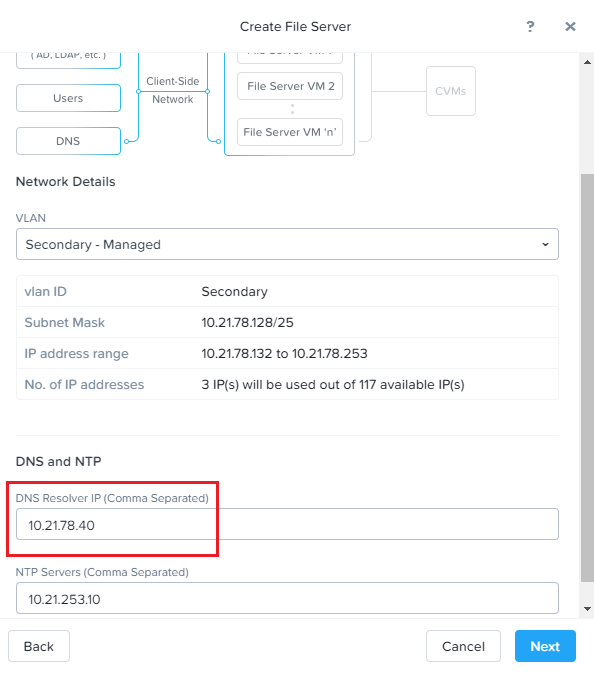 Create File Server
?
×
( AD, LDAP, etc. )
Users
DNS
Client-Side
Network
File Server VM 2
File Server VM 'n'
CVMs
Network Details
VLAN
Secondary - Managed
vlan ID Secondary
Subnet Mask 10.21.78.128/25
IP address range 10.21.78.132 to 10.21.78.253
No. of IP addresses 3 IP(s) will be used out of 117 available IP(s)
DNS and NTP
DNS Resolver IP (Comma Separated)
10.21.78.40
NTP Servers (Comma Separated)
10.21.253.10
Back
Cancel
Next